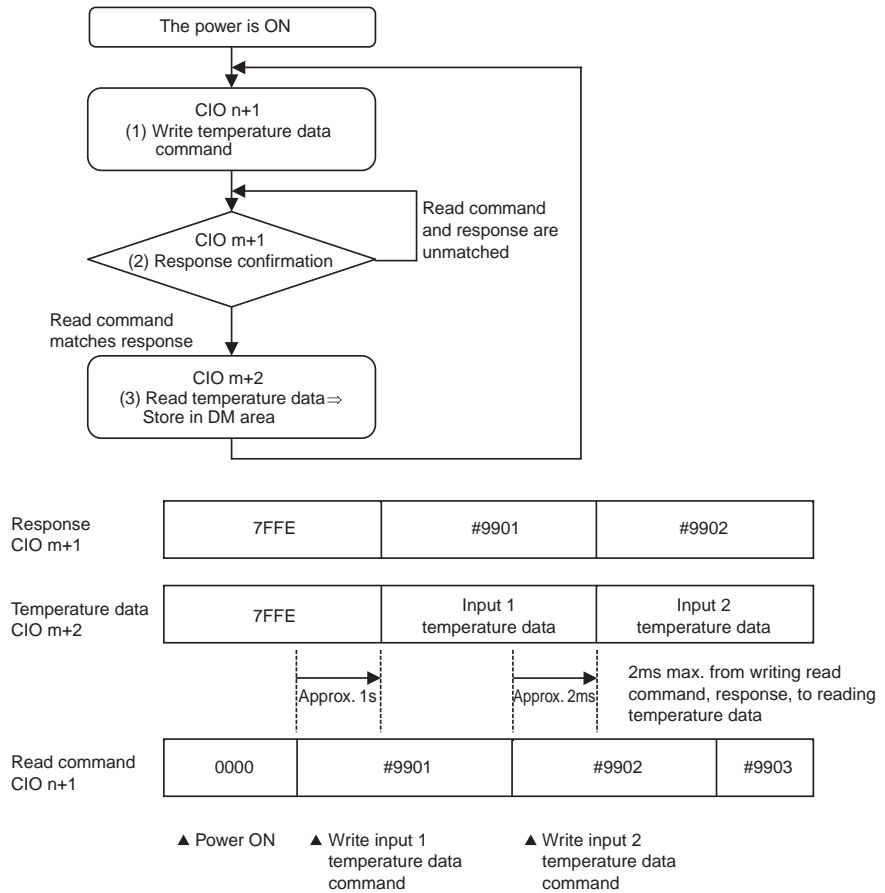 The power is ON
CIO n+1
(1) Write temperature data
command
Read command
and response are
unmatched
CIO m+1
(2) Response confirmation
Read command
matches response
CIO m+2
(3) Read temperature data⇒
Store in DM area
Response
CIO m+1
7FFE
#9901
#9902
Temperature data
CIO m+2
7FFE
Input 1
temperature data
Input 2
temperature data
Approx. 1s
Approx. 2ms
2ms max. from writing read
command, response, to reading
temperature data
Read command
CIO n+1
0000
#9901
#9902
#9903
▲ Power ON
▲ Write input 1
temperature data
command
▲ Write input 2
temperature data
command